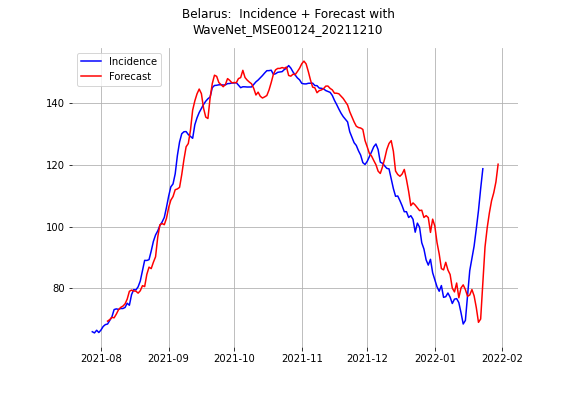 Belarus:  Incidence + Forecast with
WaveNet_MSE00124_20211210
Incidence
Forecast
140
120
100
80
2021-08 2021-09 2021-10 2021-11 2021-12 2022-01 2022-02